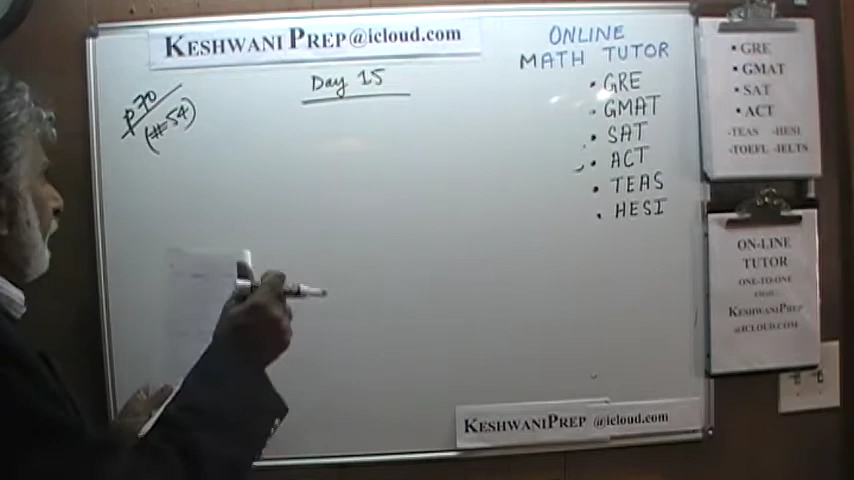 KESHWANI PREP@icloud.com
Day 15
P 70
(#54)
ONLINE
MATH TUTOR
• GRE
• GMAT
• SAT
• ACT
• TEAS
• HESI
• GRE
• GMAT
• SAT
• ACT
-TEAS -HESI
-TOEFL -IELTS
ON-LINE
TUTOR
ONE-TO-ONE
KESHWANIPREP
@ICLOUD.COM
KESHWANIPREP @icloud.com